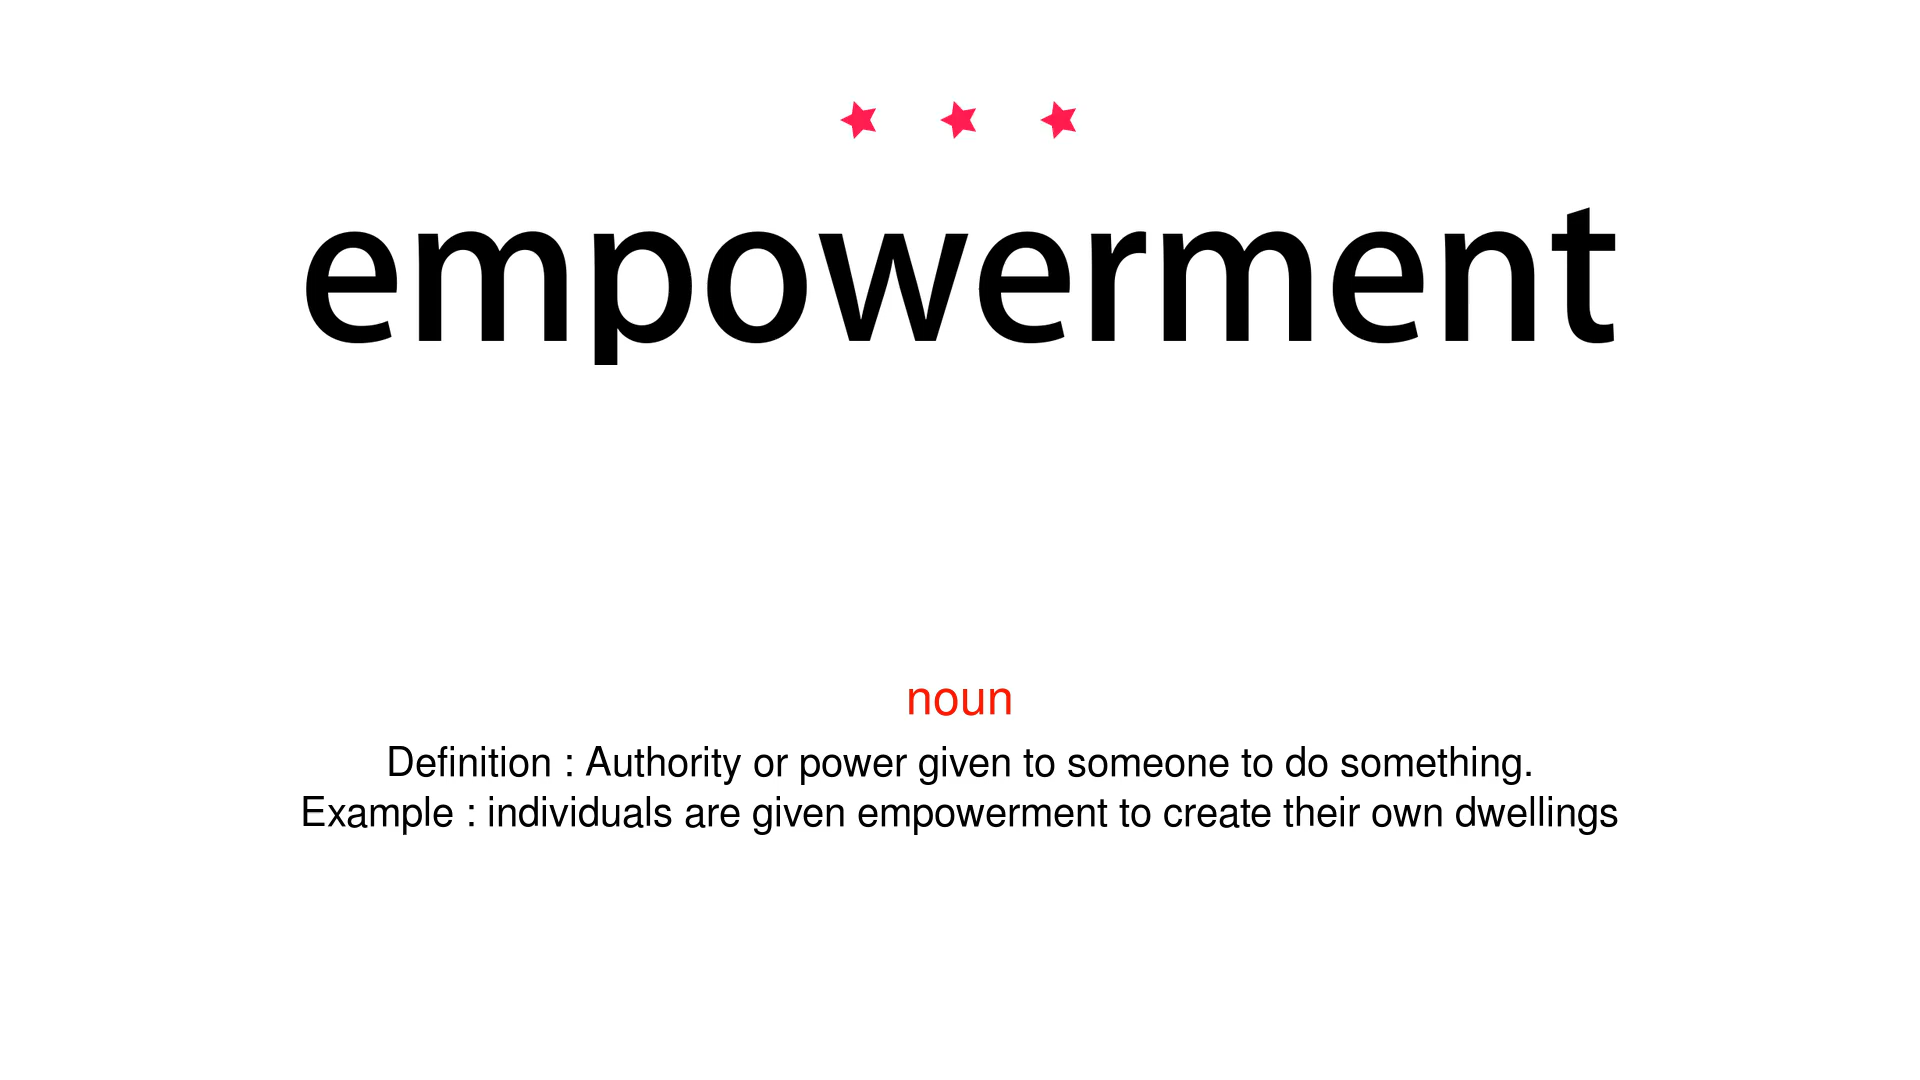 empowerment
noun
Definition : Authority or power given to someone to do something.
Example : individuals are given empowerment to create their own dwellings